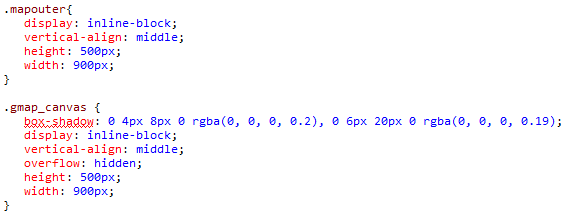 .mapouter{
display: inline-block;
vertical-align: middle;
height: 500px;
width: 900px;
}
.gmap_canvas {
box-shadow: 0 4px 8px 0 rgba(0, 0, 0, 0.2), 0 6px 20px 0 rgba(0, 0, 0, 0.19);
display: inline-block;
vertical-align: middle;
overflow: hidden;
height: 500px;
width: 900px;
}